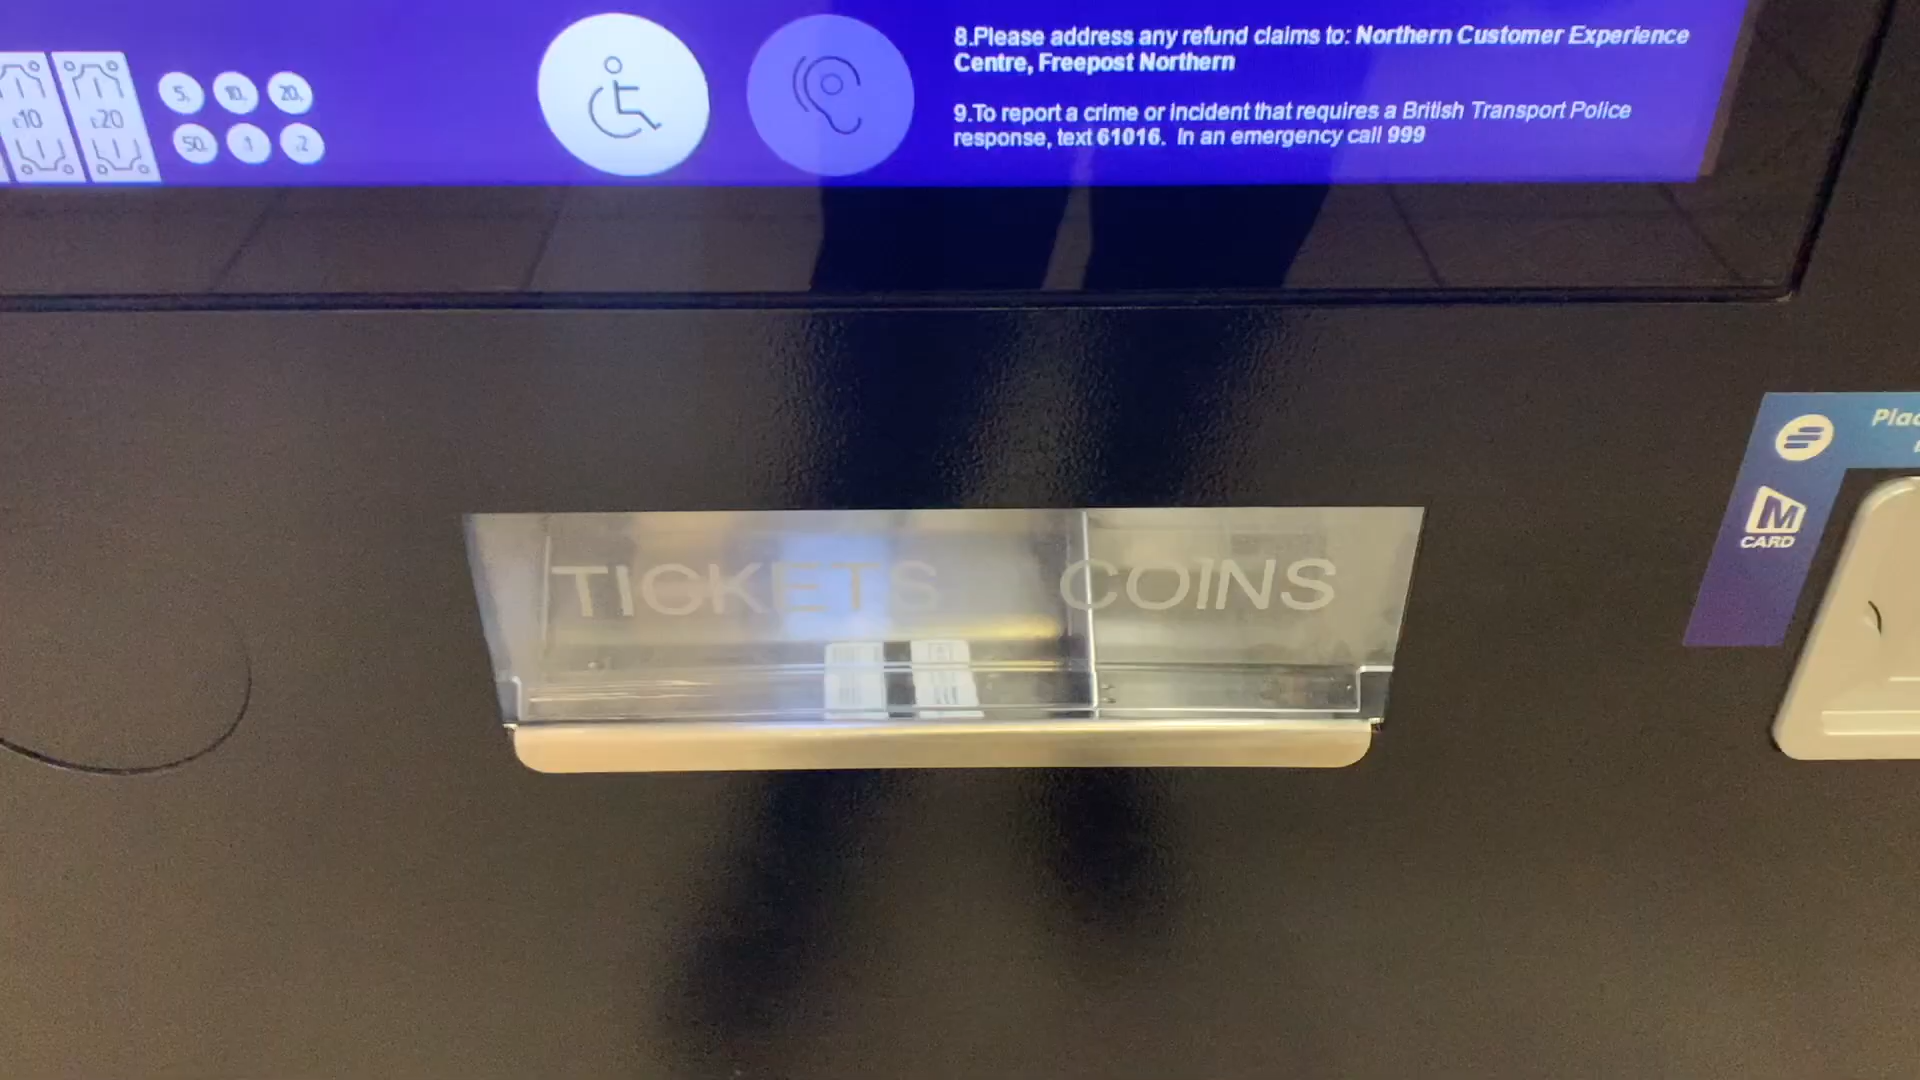 8.Please address any refund claims to: Northern Customer Experience
Centre, Freepost Northern
9.To report a crime or incident that requires a British Transport Police
response, text 61016. In an emergency call 999
£10
£20
5.
10.
20.
50.
.1
.2
TICKETS
COINS
M
CARD